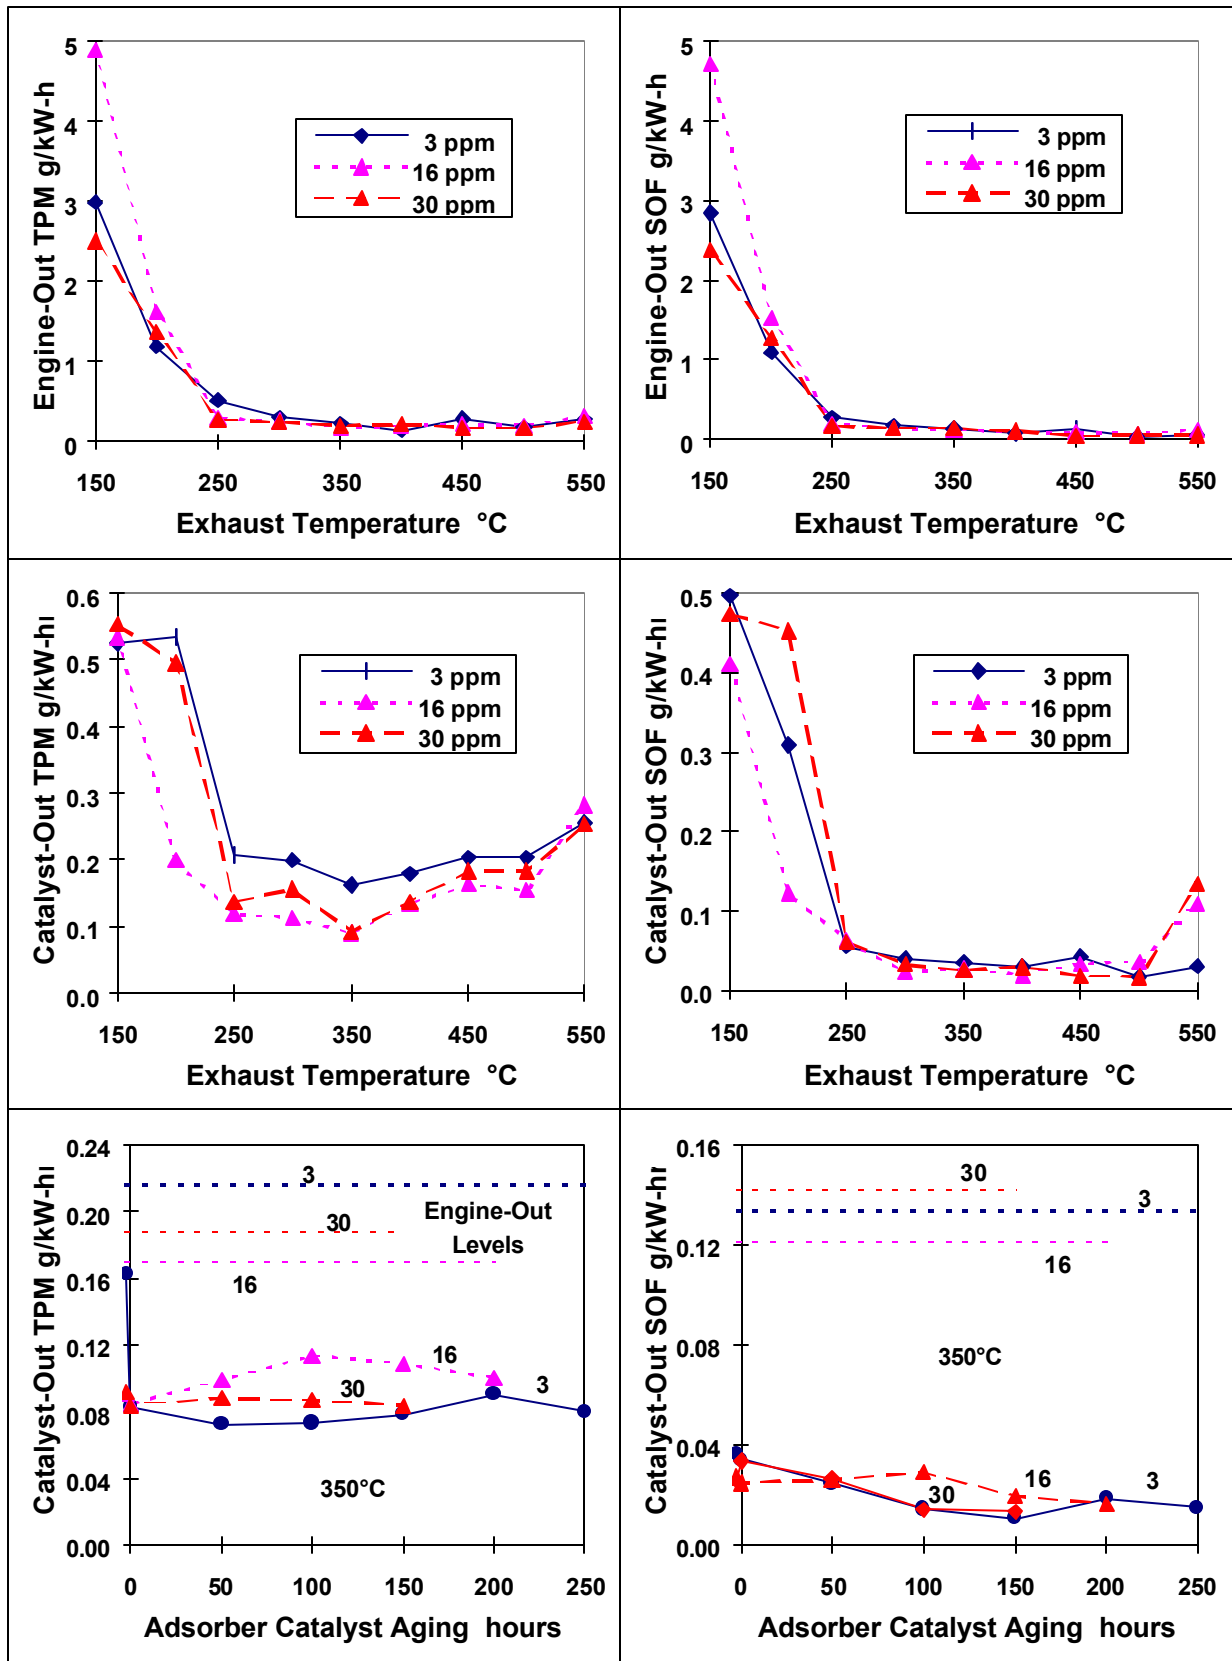 Engine-Out TPM g/kW-h
5
4
3
2
1
0
3 ppm
16 ppm
30 ppm
150 250 350 450 550
Exhaust Temperature °C
Engine-Out SOF g/kW-h
5
4
3
2
1
0
3 ppm
16 ppm
30 ppm
150 250 350 450 550
Exhaust Temperature °C
Catalyst-Out TPM g/kW-hr
0.6
0.5
0.4
0.3
0.2
0.1
0.0
3 ppm
16 ppm
30 ppm
150 250 350 450 550
Exhaust Temperature °C
Catalyst-Out SOF g/kW-hr
0.5
0.4
0.3
0.2
0.1
0.0
3 ppm
16 ppm
30 ppm
150 250 350 450 550
Exhaust Temperature °C
Catalyst-Out TPM g/kW-hr
0.24
0.20
0.16
0.12
0.08
0.04
0.00
3
30
Engine-Out
Levels
16
16
30
3
350°C
0 50 100 150 200 250
Adsorber Catalyst Aging hours
Catalyst-Out SOF g/kW-hr
0.16
0.12
0.08
0.04
0.00
30
3
16
350°C
30
16
3
0 50 100 150 200 250
Adsorber Catalyst Aging hours